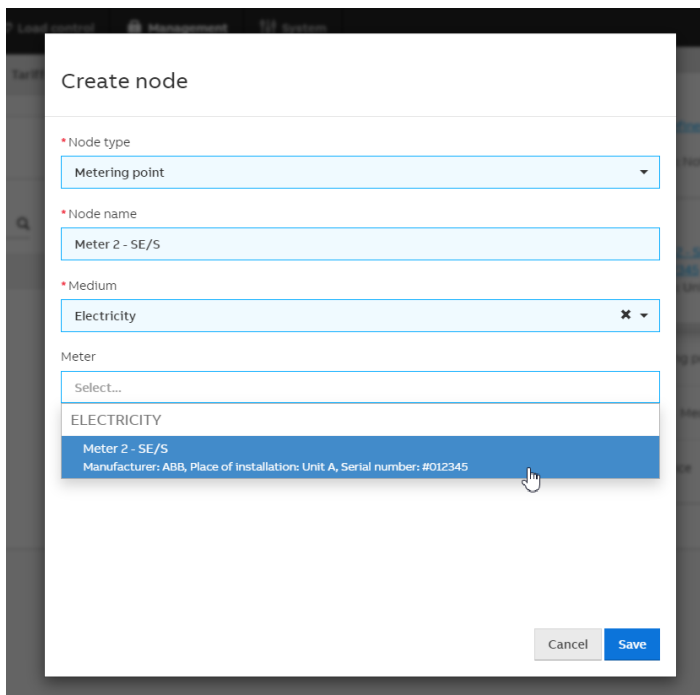 Load control Management System
Tariff
Create node
*Node type
Metering point
*Node name
Meter 2 - SE/S
*Medium
Electricity
Meter
Select...
ELECTRICITY
Meter 2 - SE/S
Manufacturer: ABB, Place of installation: Unit A, Serial number: #012345
Cancel Save